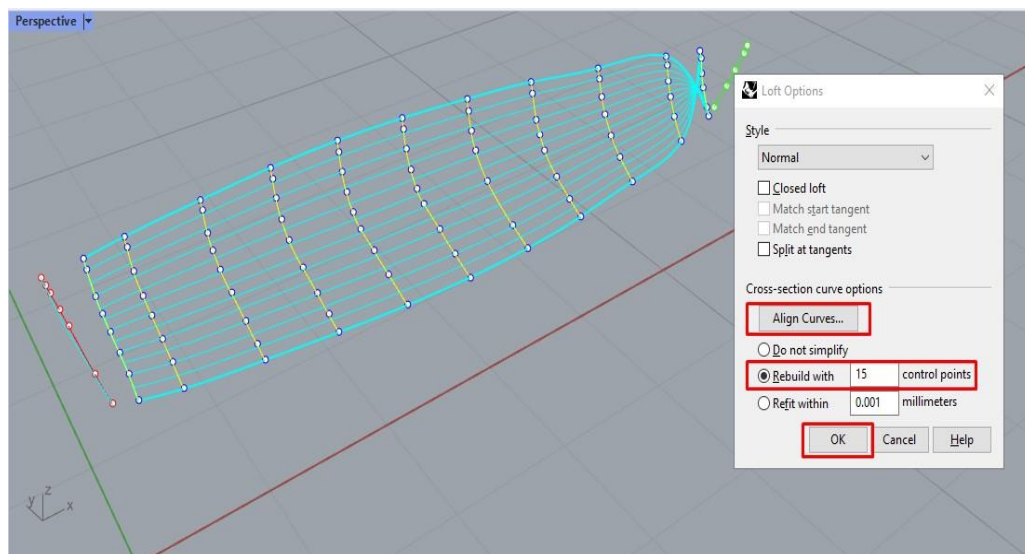 Perspective
Loft Options
Style
Normal
Closed loft
Match start tangent
Match end tangent
Split at tangents
Cross-section curve options
Align Curves...
Do not simplify
Rebuild with 15 control points
Refit within 0.001 millimeters
OK Cancel Help
z
y x